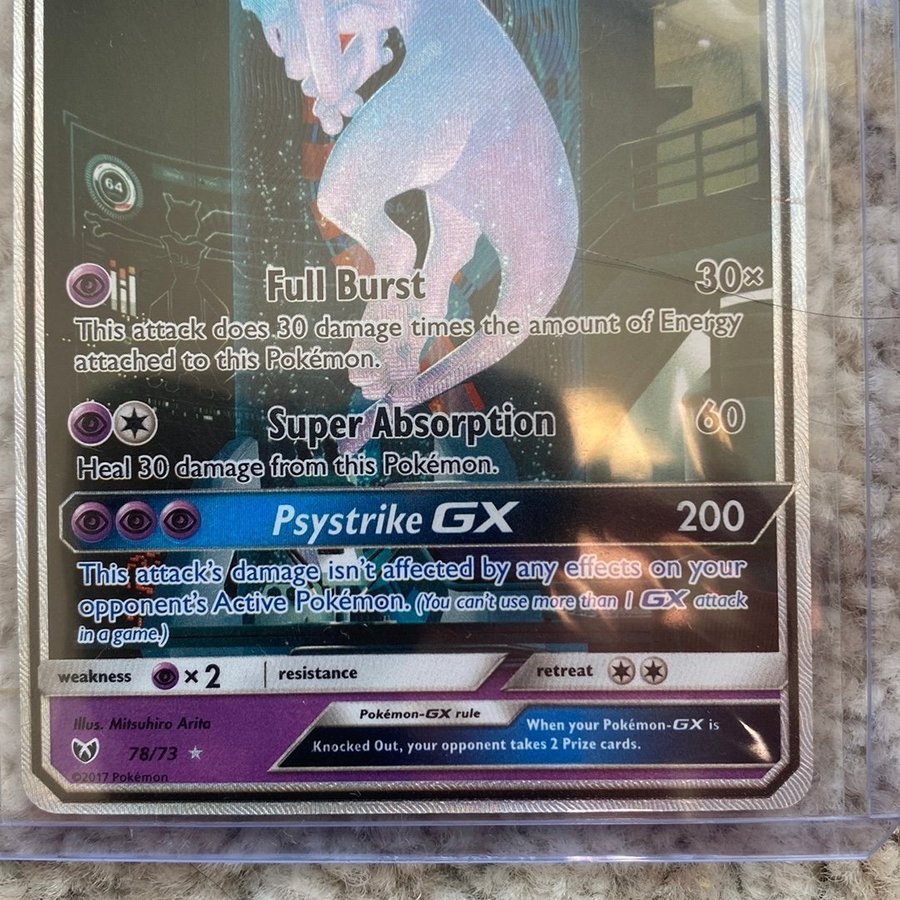 64
Full Burst 30×
This attack does 30 damage times the amount of Energy
attached to this Pokémon.
Super Absorption 60
Heal 30 damage from this Pokémon.
Psystrike GX 200
This attack's damage isn't affected by any effects on your
opponent's Active Pokémon. (You can't use more than 1 GX attack
in a game.)
weakness ×2 resistance retreat
Illus. Mitsuhiro Arita
Pokémon-GX rule
When your Pokémon-GX is
Knocked Out, your opponent takes 2 Prize cards.
78/73
©2017 Pokémon